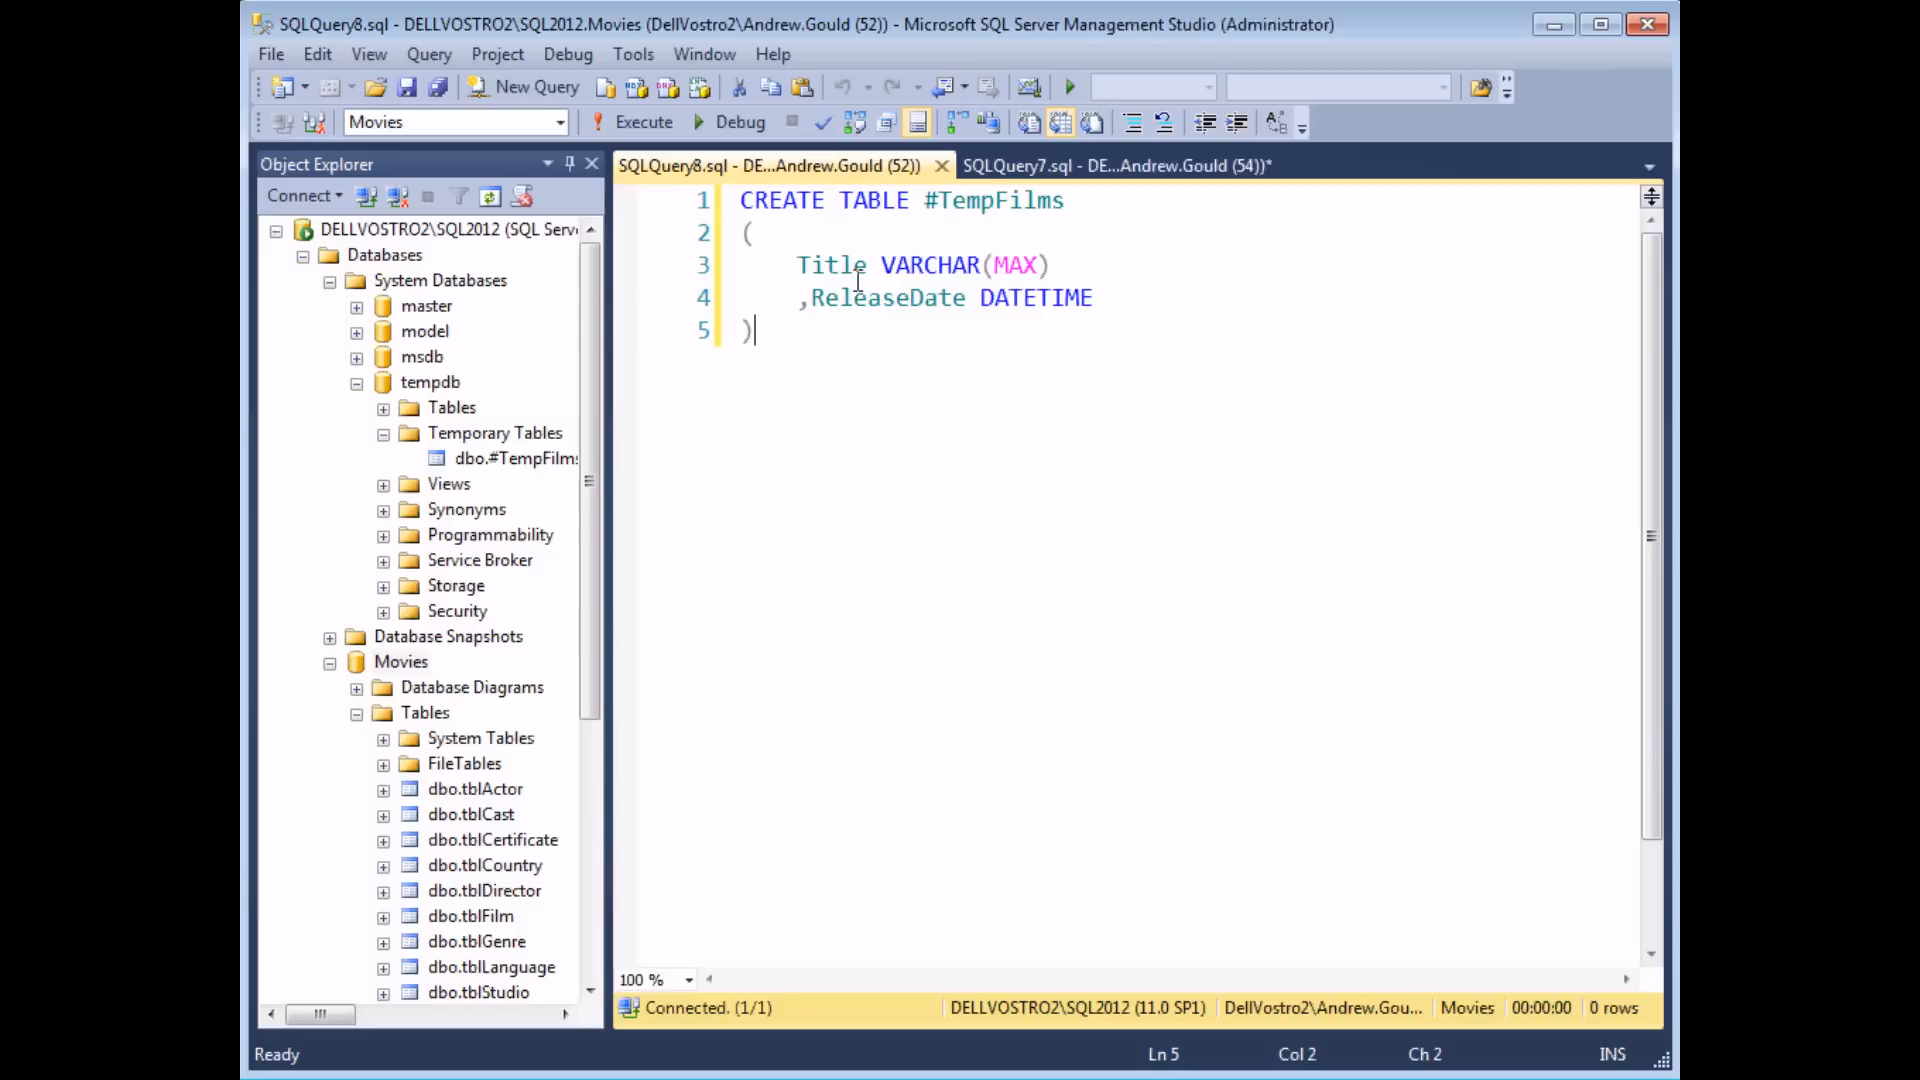 SQLQuery8.sql - DELLVOSTRO2\SQL2012.Movies (DellVostro2\Andrew.Gould (52)) - Microsoft SQL Server Management Studio (Administrator)
File Edit View Query Project Debug Tools Window Help
New Query
Movies Execute Debug
Object Explorer
Connect
DELLVOSTRO2\SQL2012 (SQL Serve
Databases
System Databases
master
model
msdb
tempdb
Tables
Temporary Tables
dbo.#TempFilms
Views
Synonyms
Programmability
Service Broker
Storage
Security
Database Snapshots
Movies
Database Diagrams
Tables
System Tables
FileTables
dbo.tblActor
dbo.tblCast
dbo.tblCertificate
dbo.tblCountry
dbo.tblDirector
dbo.tblFilm
dbo.tblGenre
dbo.tblLanguage
dbo.tblStudio
SQLQuery8.sql - DE...Andrew.Gould (52)) SQLQuery7.sql - DE...Andrew.Gould (54))*
1 CREATE TABLE #TempFilms
2 (
3 Title VARCHAR(MAX)
4 ,ReleaseDate DATETIME
5 )
100 %
Connected. (1/1) DELLVOSTRO2\SQL2012 (11.0 SP1) DellVostro2\Andrew.Gou... Movies 00:00:00 0 rows
Ready Ln 5 Col 2 Ch 2 INS